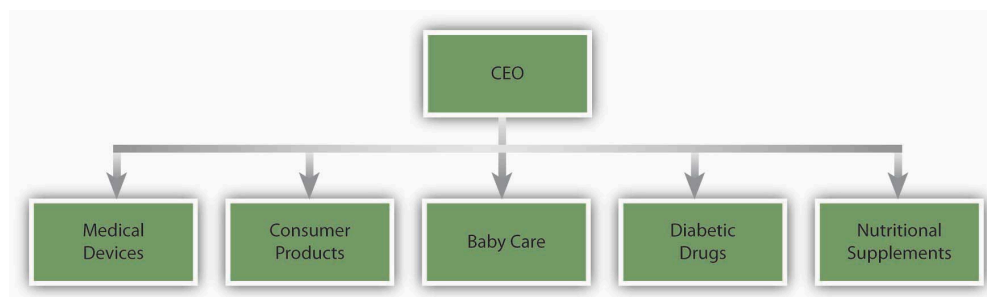 CEO
Medical
Devices
Consumer
Products
Baby Care
Diabetic
Drugs
Nutritional
Supplements